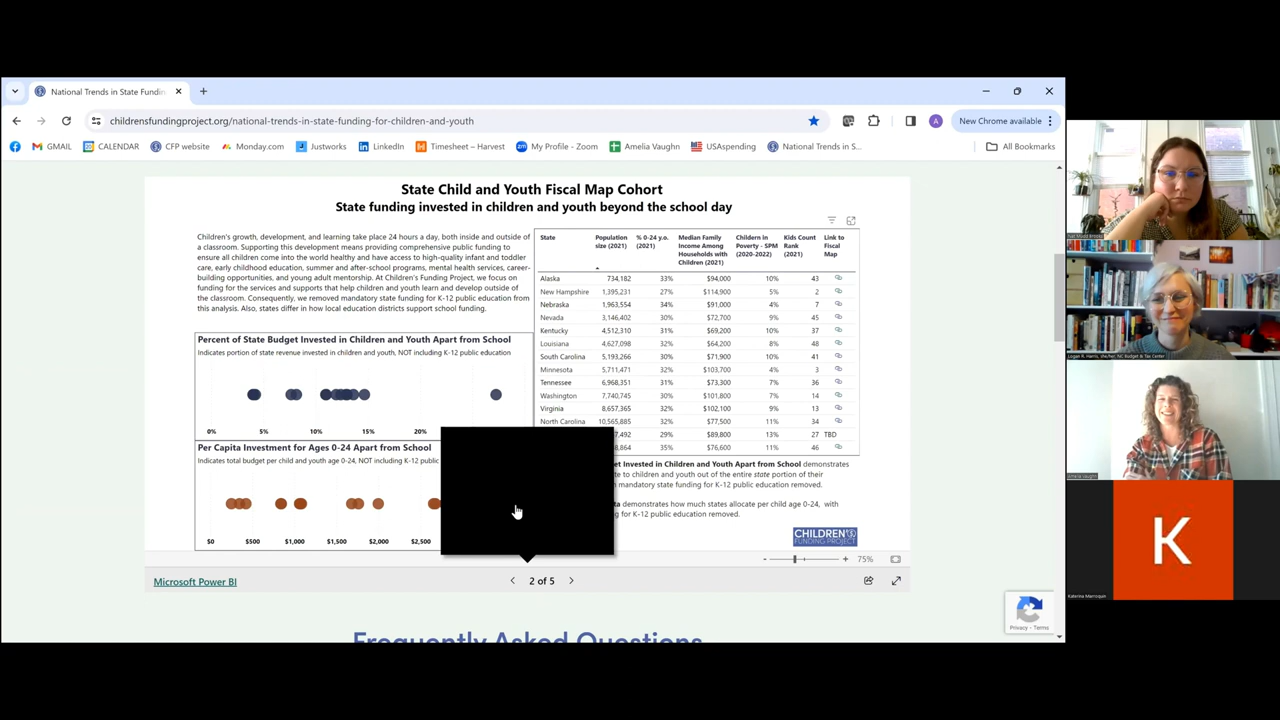 National Trends in State Fundin
childrensfundingproject.org/national-trends-in-state-funding-for-children-and-youth
A
New Chrome available
GMAIL
CALENDAR
CFP website
Monday.com
Justworks
LinkedIn
Timesheet – Harvest
My Profile - Zoom
Amelia Vaughn
USAspending
National Trends in S...
All Bookmarks
State Child and Youth Fiscal Map Cohort
State funding invested in children and youth beyond the school day
Children's growth, development, and learning take place 24 hours a day, both inside and outside of
a classroom. Supporting this development means providing comprehensive public funding to
ensure all children come into the world healthy and have access to high-quality infant and toddler
care, early childhood education, summer and after-school programs, mental health services, career-
building opportunities, and young adult mentorship. At Children's Funding Project, we focus on
funding for the services and supports that help children and youth learn and develop outside of
the classroom. Consequently, we removed mandatory state funding for K-12 public education from
this analysis. Also, states differ in how local education districts support school funding.
Percent of State Budget Invested in Children and Youth Apart from School
Indicates portion of state revenue invested in children and youth, NOT including K-12 public education
0% 5% 10% 15% 20%
Per Capita Investment for Ages 0-24 Apart from School
Indicates total budget per child and youth age 0-24, NOT including K-12 public
$0 $500 $1,000 $1,500 $2,000 $2,500
State Population size (2021) % 0-24 y.o. (2021) Median Family Income Among Households with Children (2021) Childern in Poverty - SPM (2020-2022) Kids Count Rank (2021) Link to Fiscal Map
Alaska 734,182 33% $94,000 10% 43
New Hampshire 1,395,231 27% $114,900 5% 2
Nebraska 1,963,554 34% $91,000 4% 7
Nevada 3,146,402 30% $72,700 9% 45
Kentucky 4,512,310 31% $69,200 10% 37
Louisiana 4,627,098 32% $64,200 8% 48
South Carolina 5,193,266 30% $71,900 10% 41
Minnesota 5,711,471 32% $103,700 4% 3
Tennessee 6,968,351 31% $73,300 7% 36
Washington 7,740,745 30% $101,800 7% 14
Virginia 8,657,365 32% $102,100 9% 13
North Carolina 10,565,885 32% $77,500 11% 34
7,492 29% $89,800 13% 27 TBD
8,864 35% $76,600 11% 46
et Invested in Children and Youth Apart from School demonstrates
te to children and youth out of the entire state portion of their
n mandatory state funding for K-12 public education removed.
ta demonstrates how much states allocate per child age 0-24, with
g for K-12 public education removed.
CHILDREN'S
FUNDING PROJECT
- + 75%
Microsoft Power BI
2 of 5
Privacy - Terms
Frequently Asked Questions
Logan R. Harris, she/her, NC Budget & Tax Center
Amelia Vaughn
K
Katerina Marroquin